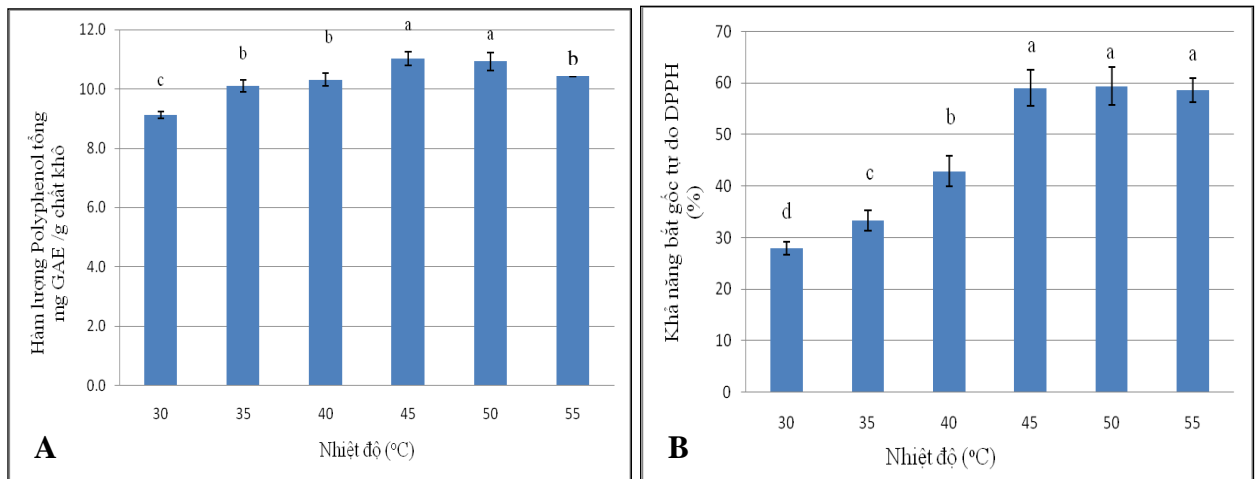 Hàm lượng Polyphenol tổng
mg GAE /g chất khô
12.0
10.0
8.0
6.0
4.0
2.0
0.0
c
b
b
a
a
b
30 35 40 45 50 55
Nhiệt độ (°C)
A
Khả năng bắt gốc tự do DPPH
(%)
70
60
50
40
30
20
10
0
d
c
b
a
a
a
30 35 40 45 50 55
Nhiệt độ (°C)
B